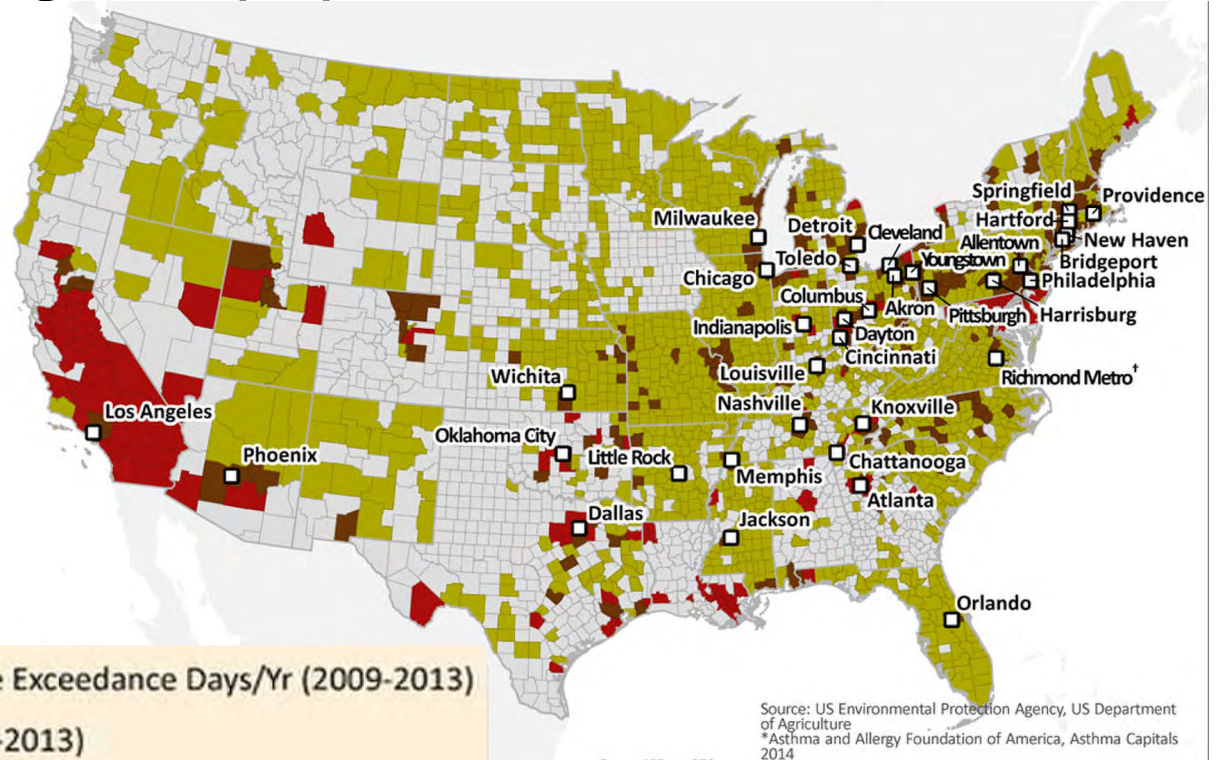 Springfield
Providence
Milwaukee
Hartford
Detroit
Cleveland
Allentown
New Haven
Toledo
Youngstown
Bridgeport
Chicago
Philadelphia
Columbus
Akron
Pittsburgh
Harrisburg
Indianapolis
Dayton
Cincinnati
Louisville
Richmond Metro†
Wichita
Nashville
Knoxville
Los Angeles
Oklahoma City
Phoenix
Little Rock
Chattanooga
Memphis
Atlanta
Dallas
Jackson
Orlando
Exceedance Days/Yr (2009-2013)
-2013)
Source: US Environmental Protection Agency, US Department
of Agriculture
*Asthma and Allergy Foundation of America, Asthma Capitals
2014